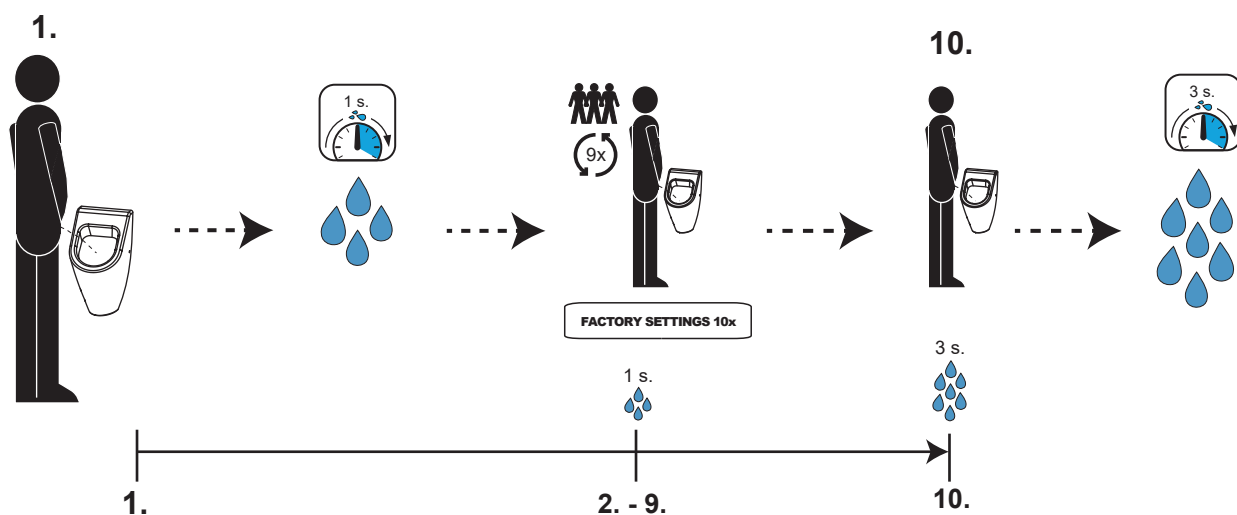 1.
10.
1 s.
9x
3 s.
FACTORY SETTINGS 10x
1 s.
3 s.
1.
2. - 9.
10.